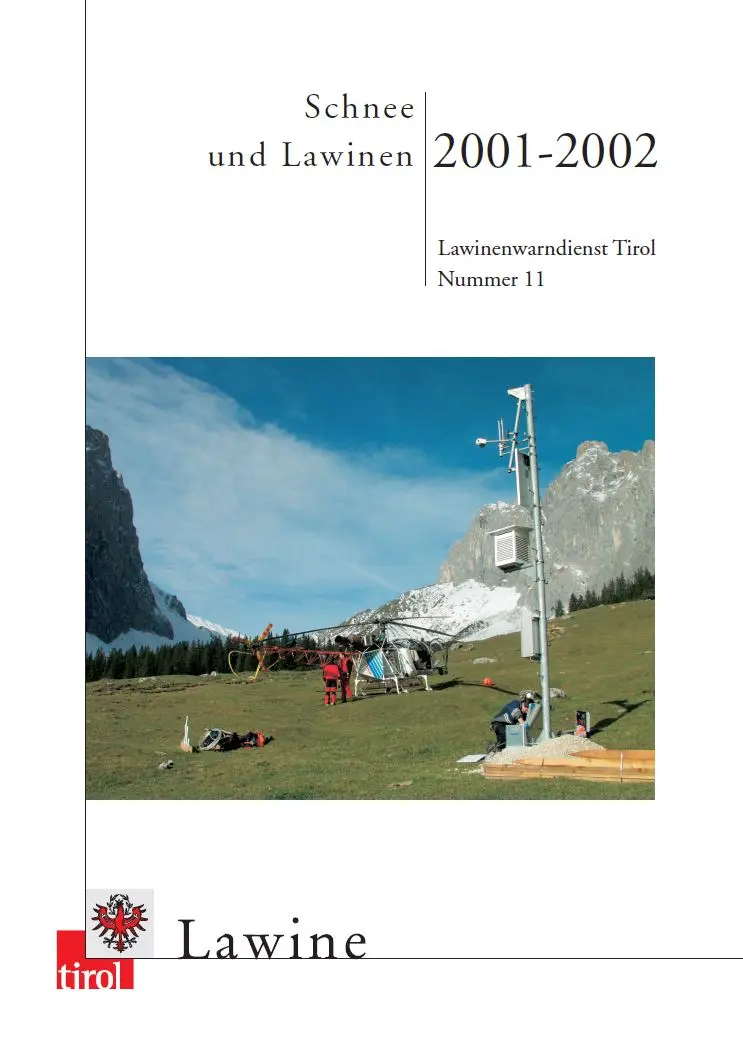 Schnee
und Lawinen
2001-2002
Lawinenwarndienst Tirol
Nummer 11
Lawine
tirol